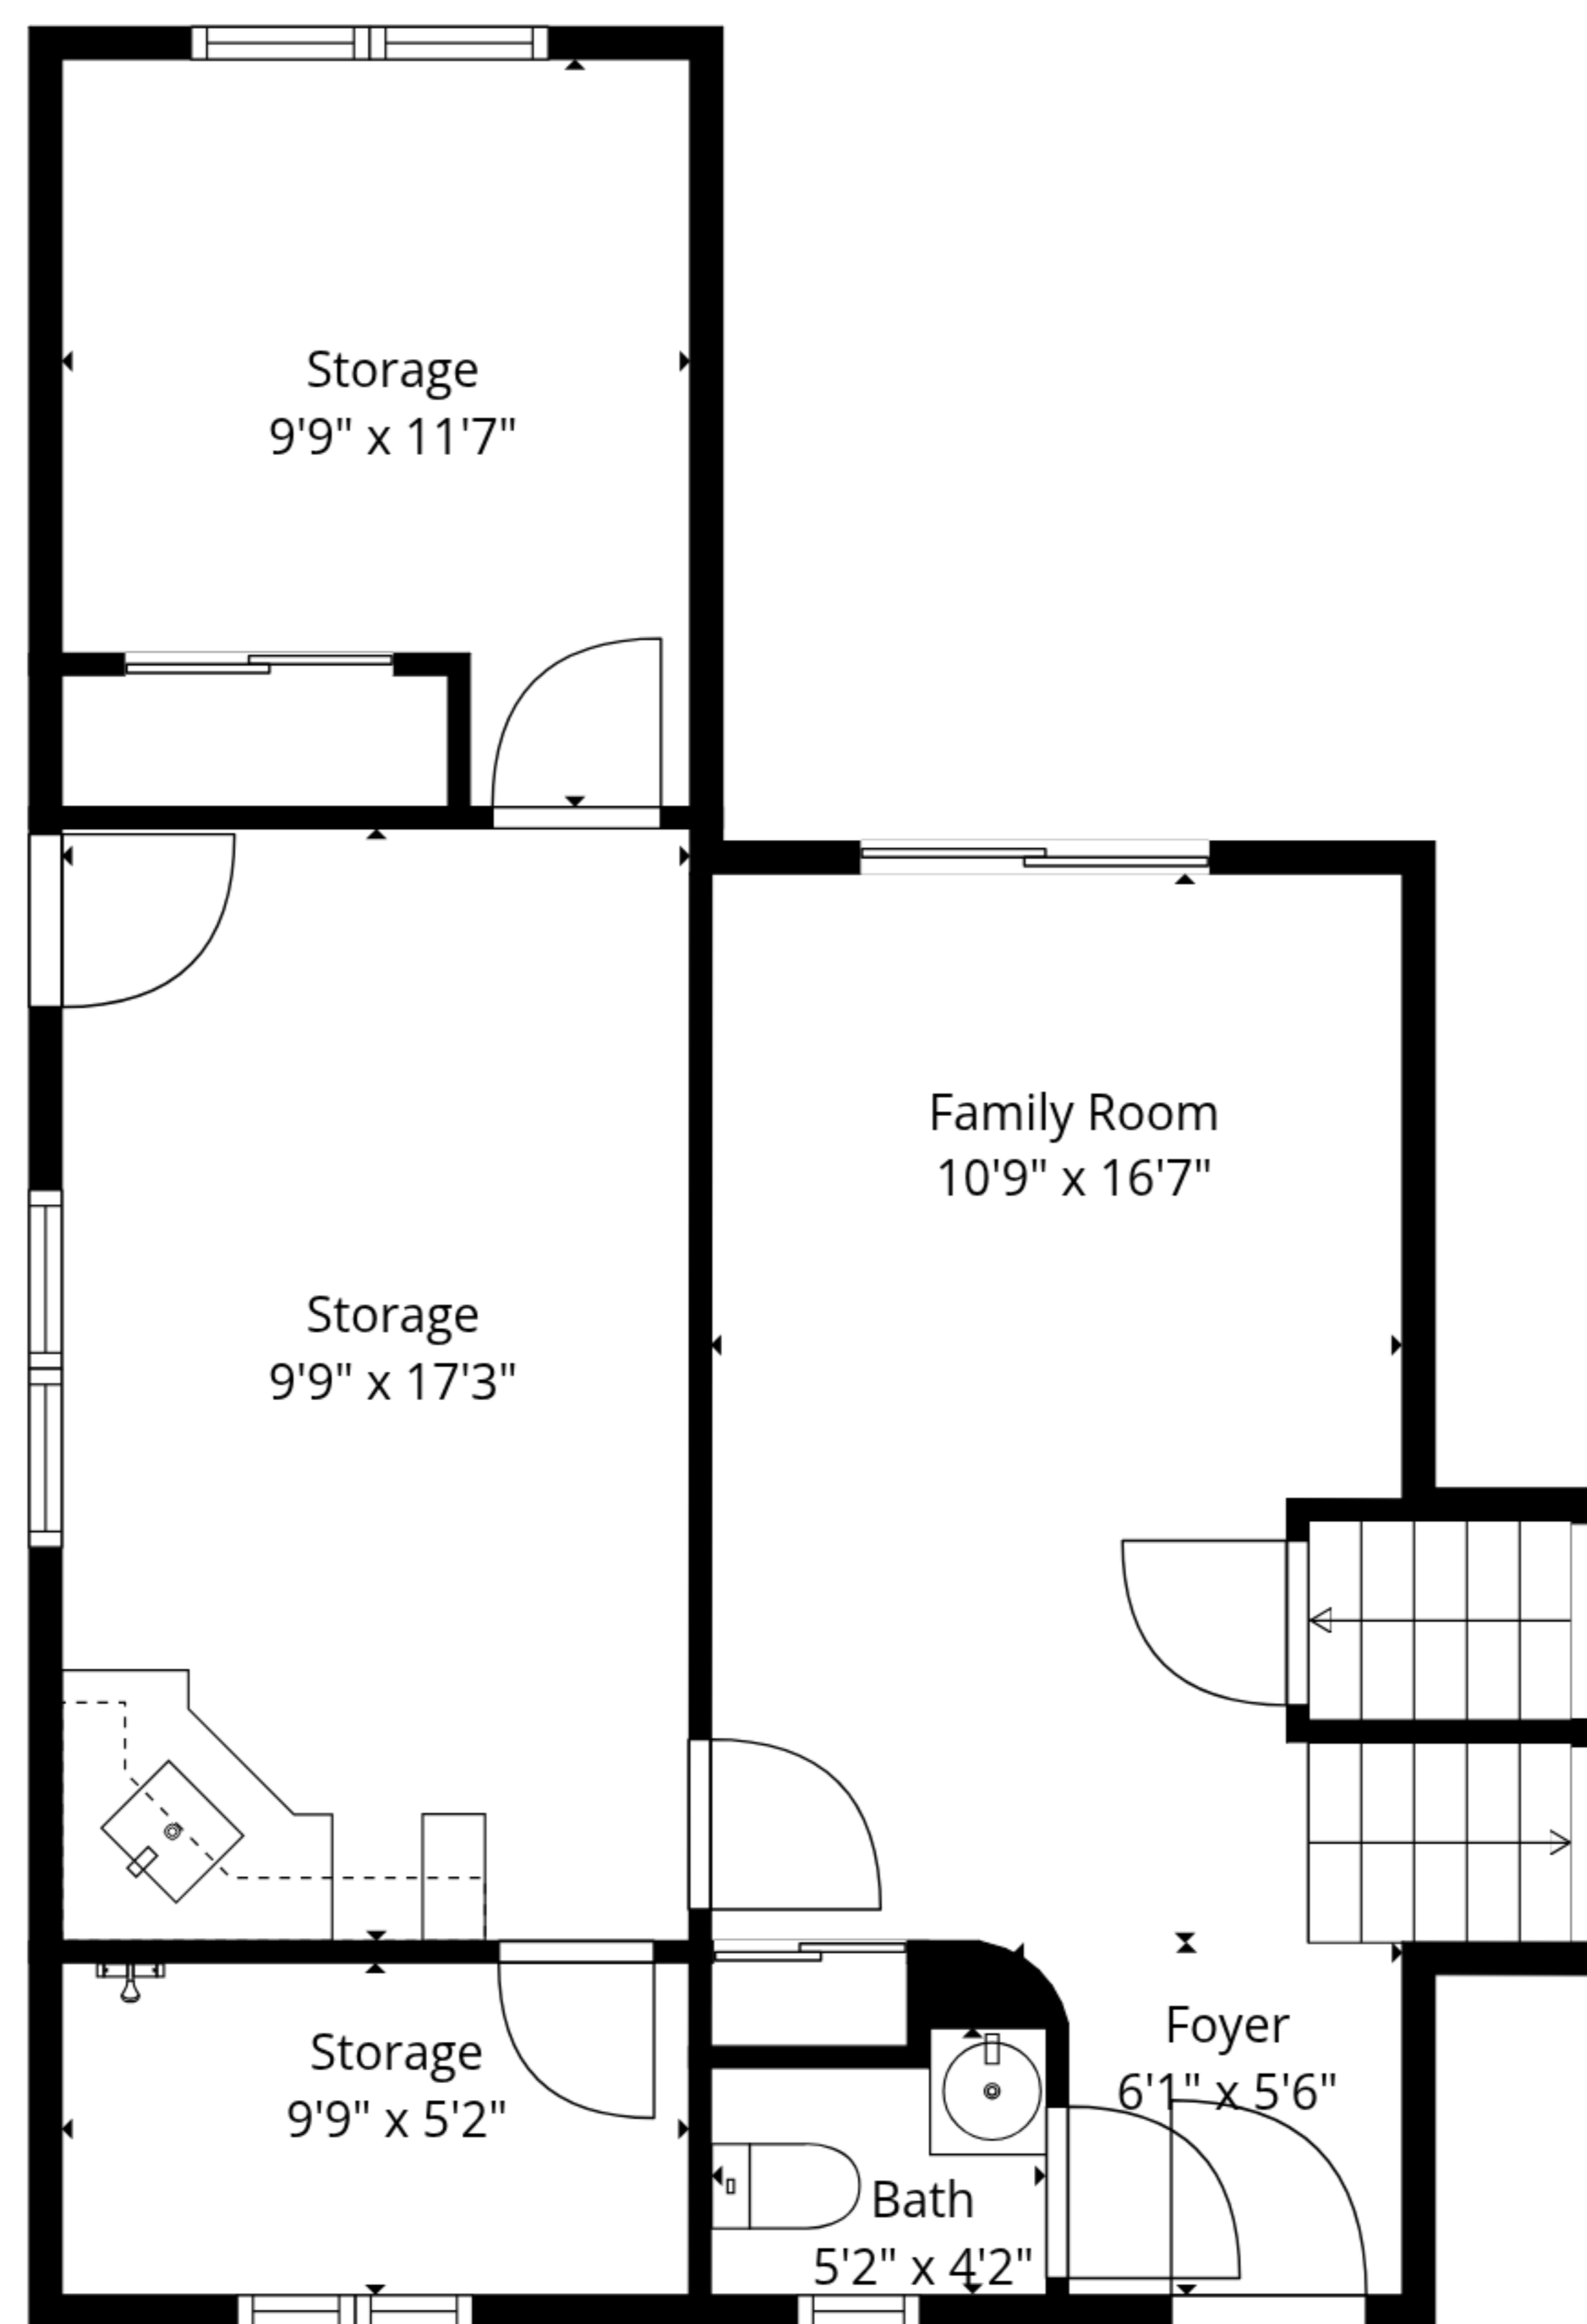 Storage
9'9" x 11'7"
Family Room
10'9" x 16'7"
Storage
9'9" x 17'3"
Foyer
6'1" x 5'6"
Storage
9'9" x 5'2"
Bath
5'2" x 4'2"